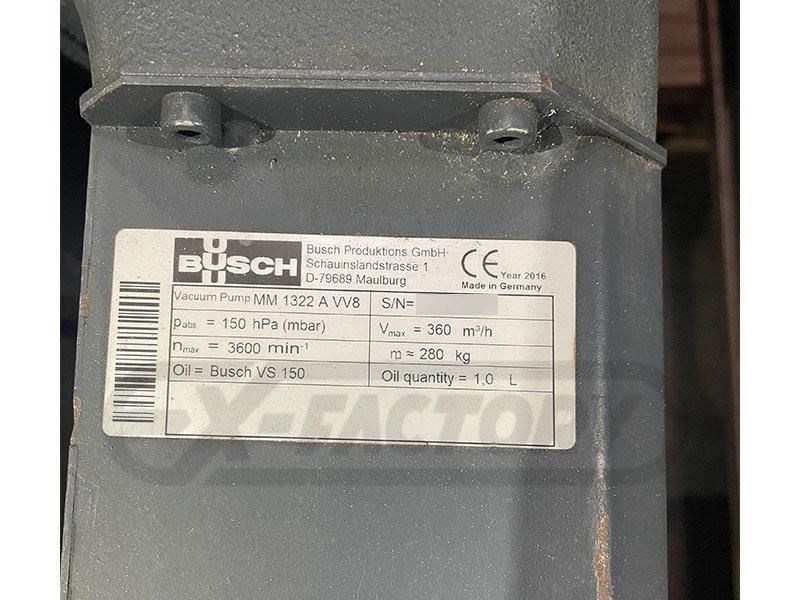 BUSCH
Busch Produktions GmbH
Schauinslandstrasse 1
D-79689 Maulburg
CE Year 2016
Made in Germany
Vacuum Pump MM 1322 A VV8
S/N=
pabs = 150 hPa (mbar)
Vmax = 360 m³/h
nmax = 3600 min-1
m ≈ 280 kg
Oil = Busch VS 150
Oil quantity = 1,0 L
X-FACTORY